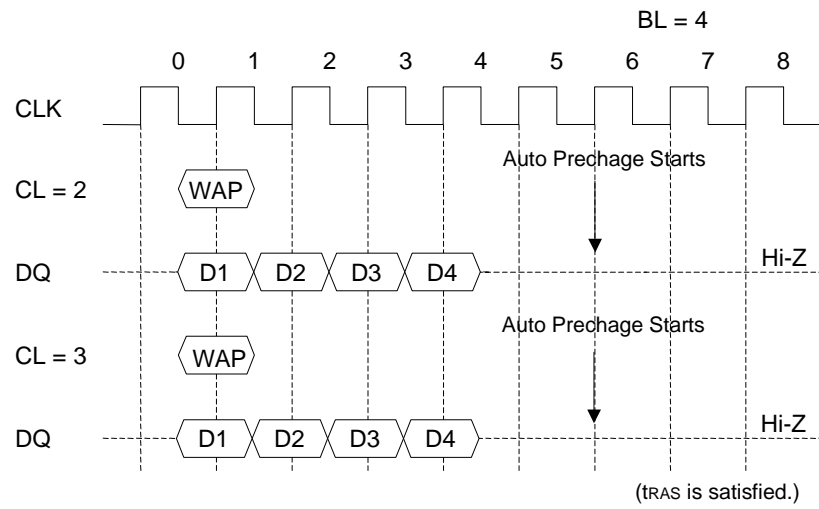 BL = 4
0 1 2 3 4 5 6 7 8
CLK
Auto Prechage Starts
CL = 2 WAP
DQ D1 D2 D3 D4 Hi-Z
Auto Prechage Starts
CL = 3 WAP
DQ D1 D2 D3 D4 Hi-Z
(tRAS is satisfied.)